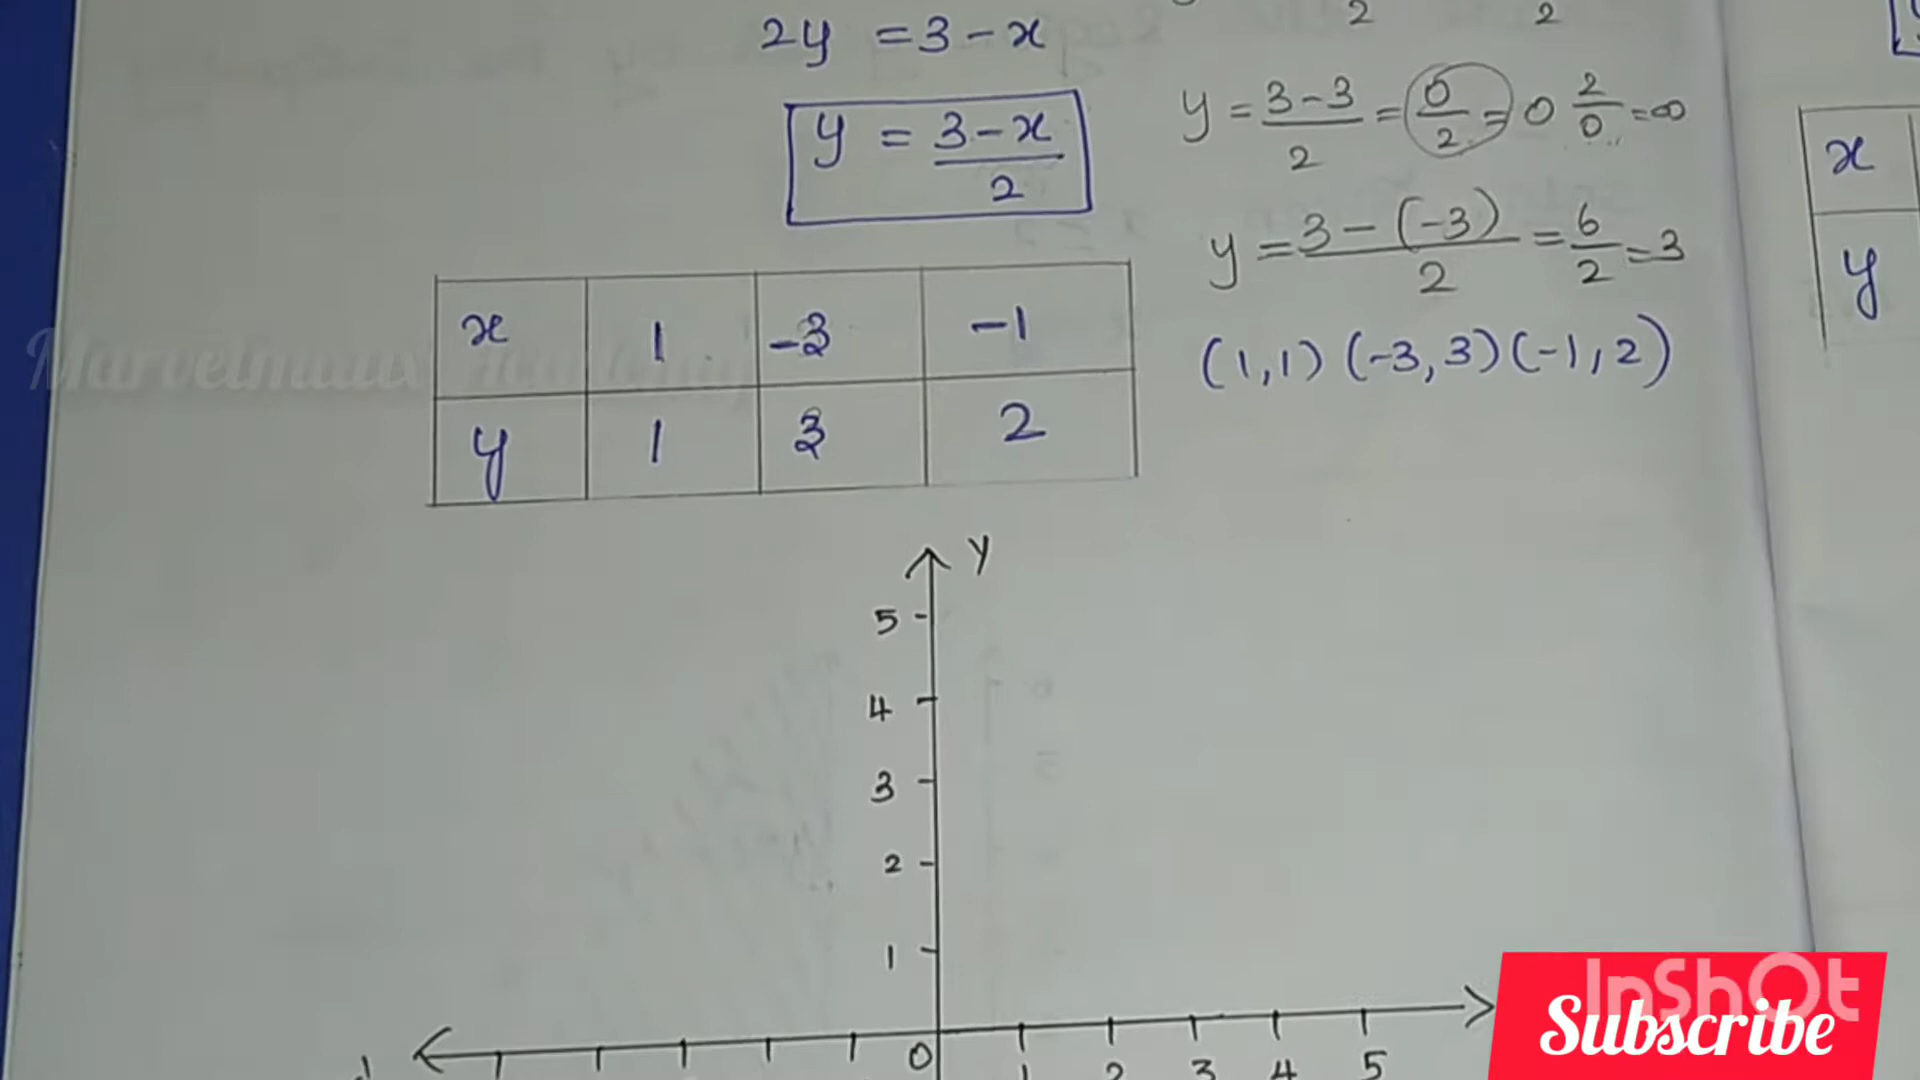 2y = 3 - x
y = 3 - x / 2
x 1 -3 -1
y 1 3 2
2 2
y = 3 - 3 / 2 = 0 / 2 = 0 2 / 0 = ∞
y = 3 - (-3) / 2 = 6 / 2 = 3
(1,1) (-3,3) (-1,2)
x
y
Y
5
4
3
2
1
0 1 2 3 4 5
InShOt
Subscribe